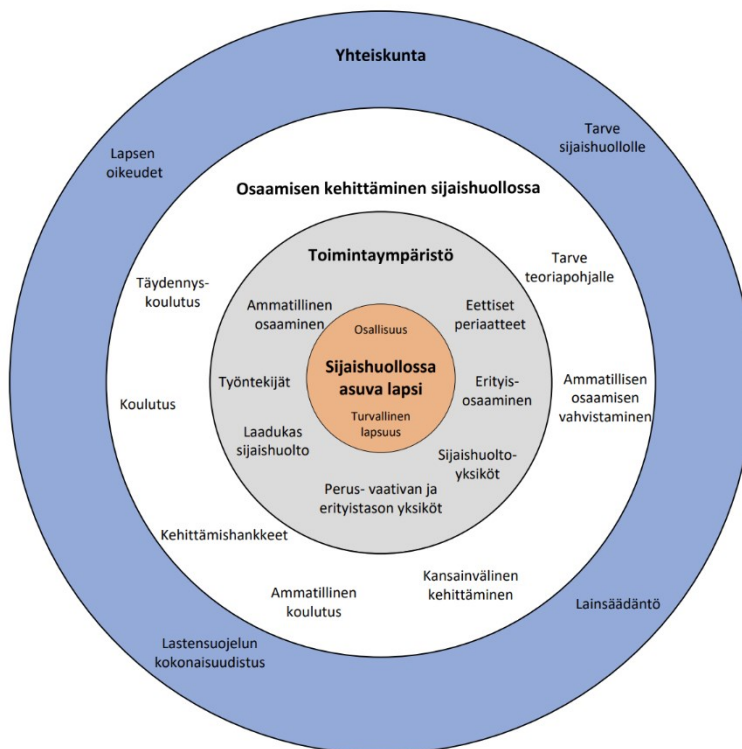 Yhteiskunta
Lapsen
oikeudet
Tarve
sijaishuollolle
Osaamisen kehittäminen sijaishuollossa
Täydennys-
koulutus
Tarve
teoriapohjalle
Toimintaympäristö
Ammatillinen
osaaminen
Eettiset
periaatteet
Osallisuus
Sijaishuollossa
asuva lapsi
Turvallinen
lapsuus
Työntekijät
Erityis-
osaaminen
Koulutus
Ammatillisen
osaamisen
vahvistaminen
Laadukas
sijaishuolto
Sijaishuolto-
yksiköt
Perus- vaativan ja
erityistason yksiköt
Kehittämishankkeet
Ammatillinen
koulutus
Kansainvälinen
kehittäminen
Lainsäädäntö
Lastensuojelun
kokonaisuudistus